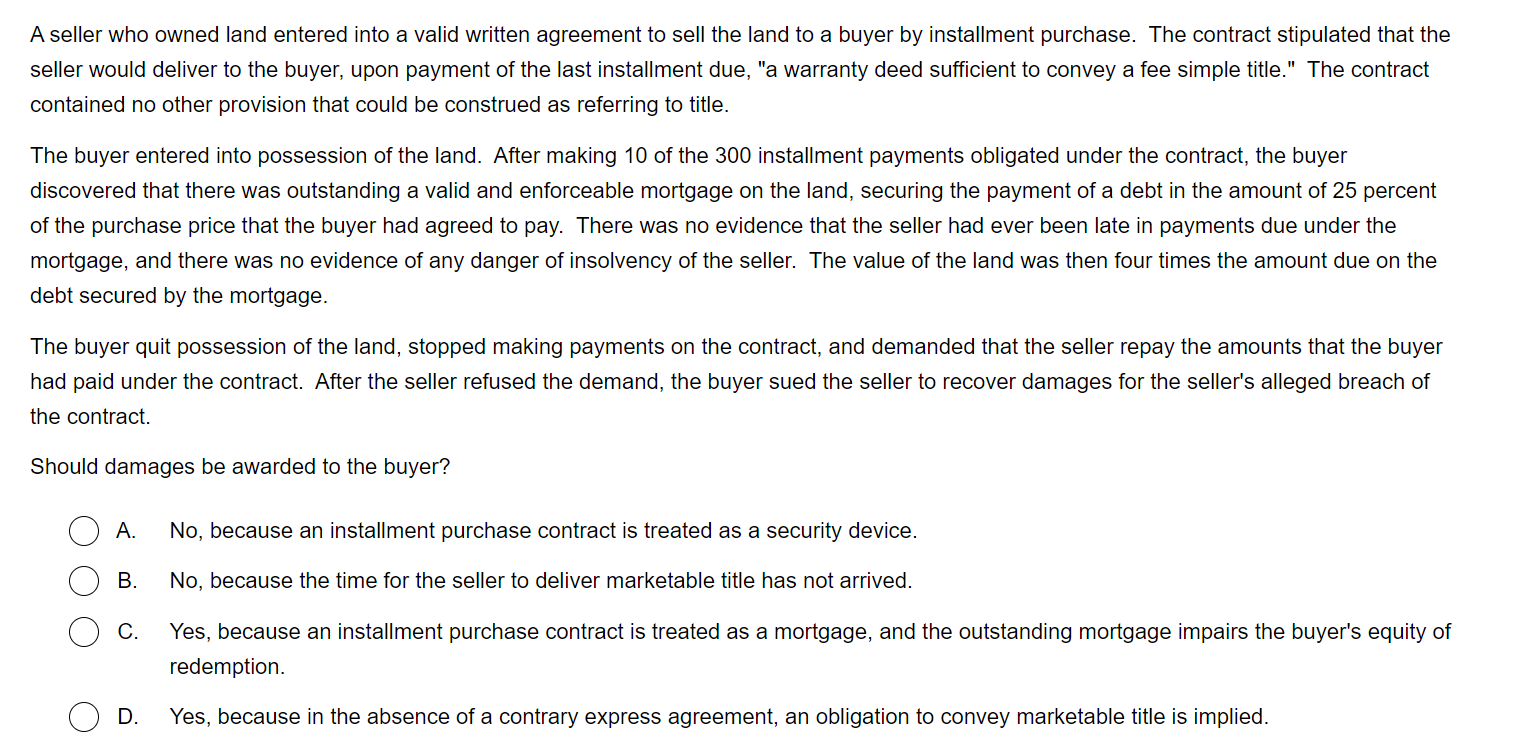 A seller who owned land entered into a valid written agreement to sell the land to a buyer by installment purchase.  The contract stipulated that the
seller would deliver to the buyer, upon payment of the last installment due, "a warranty deed sufficient to convey a fee simple title."  The contract
contained no other provision that could be construed as referring to title.
The buyer entered into possession of the land.  After making 10 of the 300 installment payments obligated under the contract, the buyer
discovered that there was outstanding a valid and enforceable mortgage on the land, securing the payment of a debt in the amount of 25 percent
of the purchase price that the buyer had agreed to pay.  There was no evidence that the seller had ever been late in payments due under the
mortgage, and there was no evidence of any danger of insolvency of the seller.  The value of the land was then four times the amount due on the
debt secured by the mortgage.
The buyer quit possession of the land, stopped making payments on the contract, and demanded that the seller repay the amounts that the buyer
had paid under the contract.  After the seller refused the demand, the buyer sued the seller to recover damages for the seller's alleged breach of
the contract.
Should damages be awarded to the buyer?
A. No, because an installment purchase contract is treated as a security device.
B. No, because the time for the seller to deliver marketable title has not arrived.
C. Yes, because an installment purchase contract is treated as a mortgage, and the outstanding mortgage impairs the buyer's equity of
redemption.
D. Yes, because in the absence of a contrary express agreement, an obligation to convey marketable title is implied.